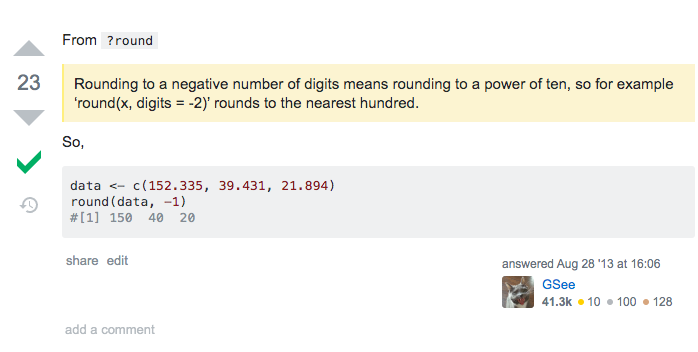 From ?round
23
Rounding to a negative number of digits means rounding to a power of ten, so for example
‘round(x, digits = -2)’ rounds to the nearest hundred.
So,
data <- c(152.335, 39.431, 21.894)
round(data, -1)
#[1] 150  40  20
share edit
answered Aug 28 '13 at 16:06
GSee
41.3k ● 10 ● 100 ● 128
add a comment